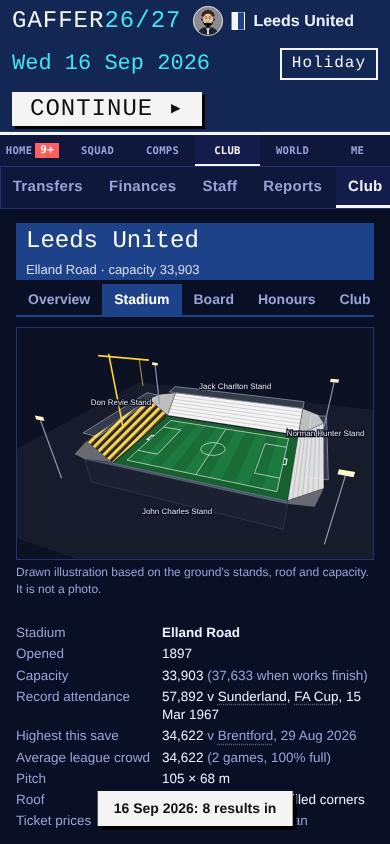 GAFFER26/27 Leeds United
Wed 16 Sep 2026 Holiday
CONTINUE ▸
HOME 9+ SQUAD COMPS CLUB WORLD ME
Transfers Finances Staff Reports Club
Leeds United
Elland Road · capacity 33,903
Overview Stadium Board Honours Club
Jack Charlton Stand
Don Revie Stand
Norman Hunter Stand
John Charles Stand
Drawn illustration based on the ground's stands, roof and capacity.
It is not a photo.
Stadium Elland Road
Opened 1897
Capacity 33,903 (37,633 when works finish)
Record attendance 57,892 v Sunderland, FA Cup, 15
Mar 1967
Highest this save 34,622 v Brentford, 29 Aug 2026
Average league crowd 34,622 (2 games, 100% full)
Pitch 105 × 68 m
Roof corners
16 Sep 2026: 8 results in
Ticket prices